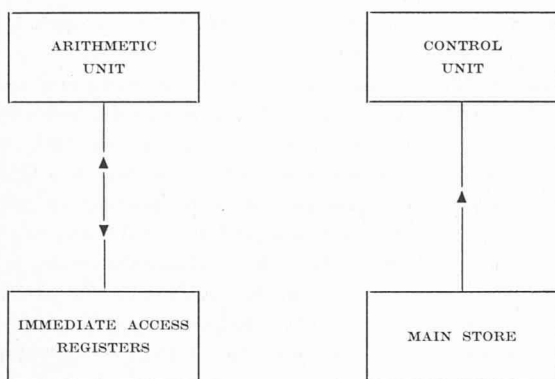 ARITHMETIC
UNIT
CONTROL
UNIT
IMMEDIATE ACCESS
REGISTERS
MAIN STORE